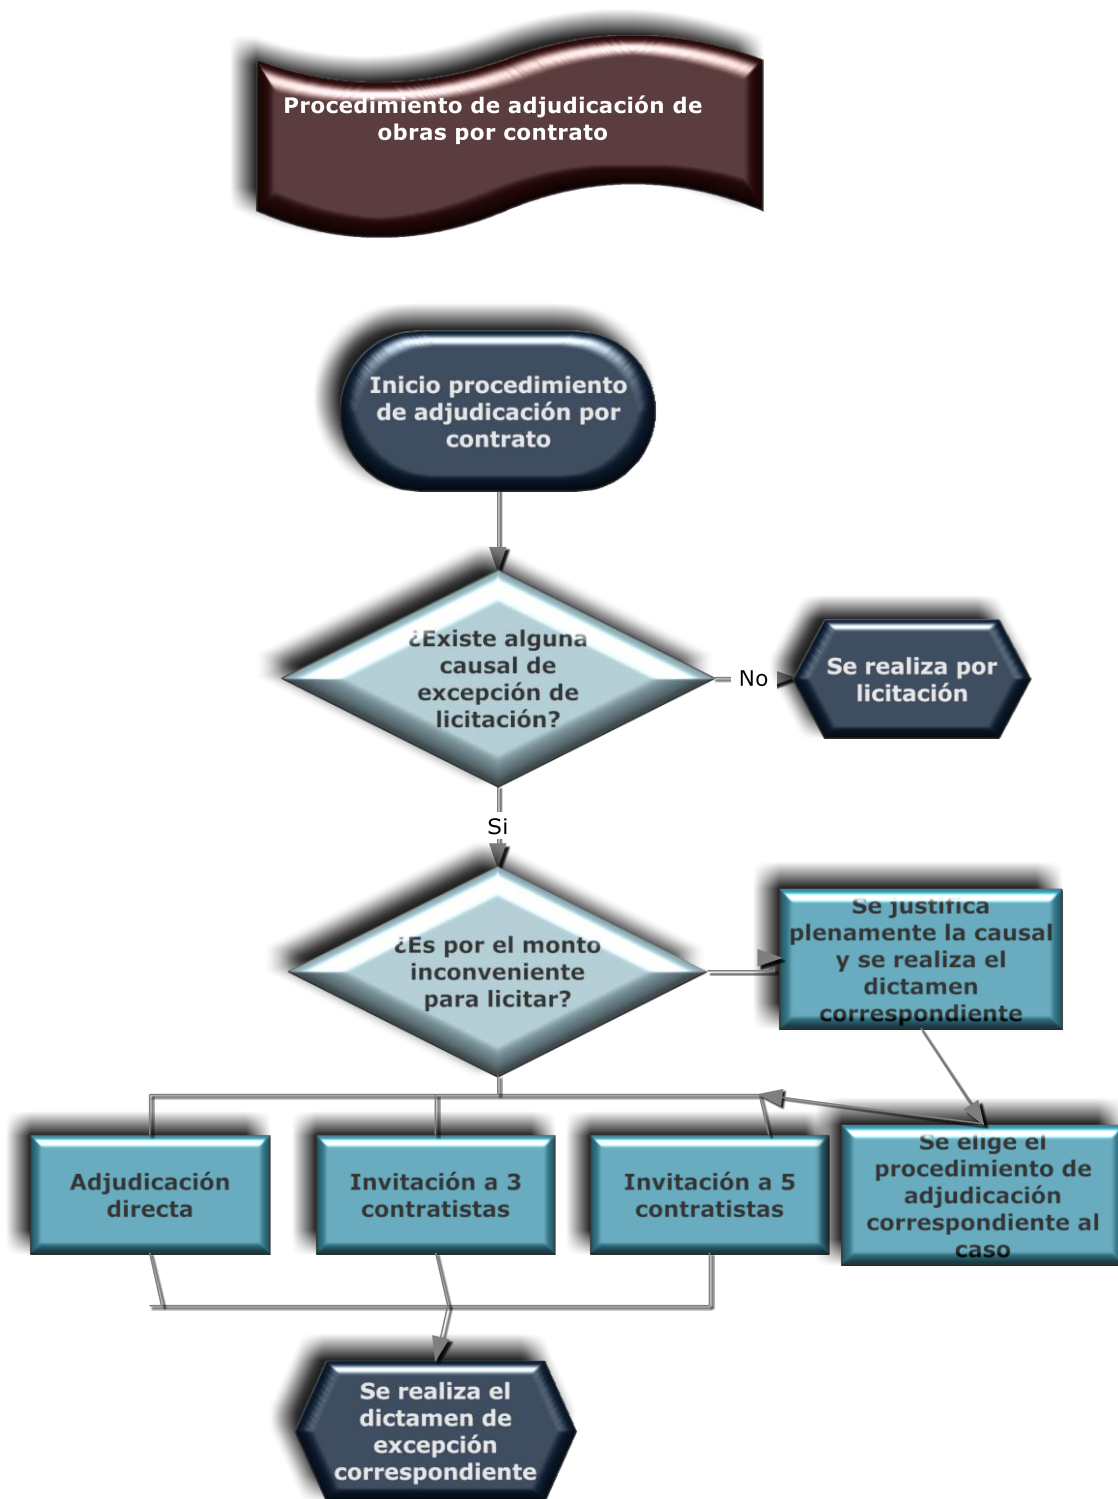 Procedimiento de adjudicación de
obras por contrato
Inicio procedimiento
de adjudicación por
contrato
¿Existe alguna
causal de
excepción de
licitación?
No
Se realiza por
licitación
Si
¿Es por el monto
inconveniente
para licitar?
Se justifica
plenamente la causal
y se realiza el
dictamen
correspondiente
Adjudicación
directa
Invitación a 3
contratistas
Invitación a 5
contratistas
Se elige el
procedimiento de
adjudicación
correspondiente al
caso
Se realiza el
dictamen de
excepción
correspondiente